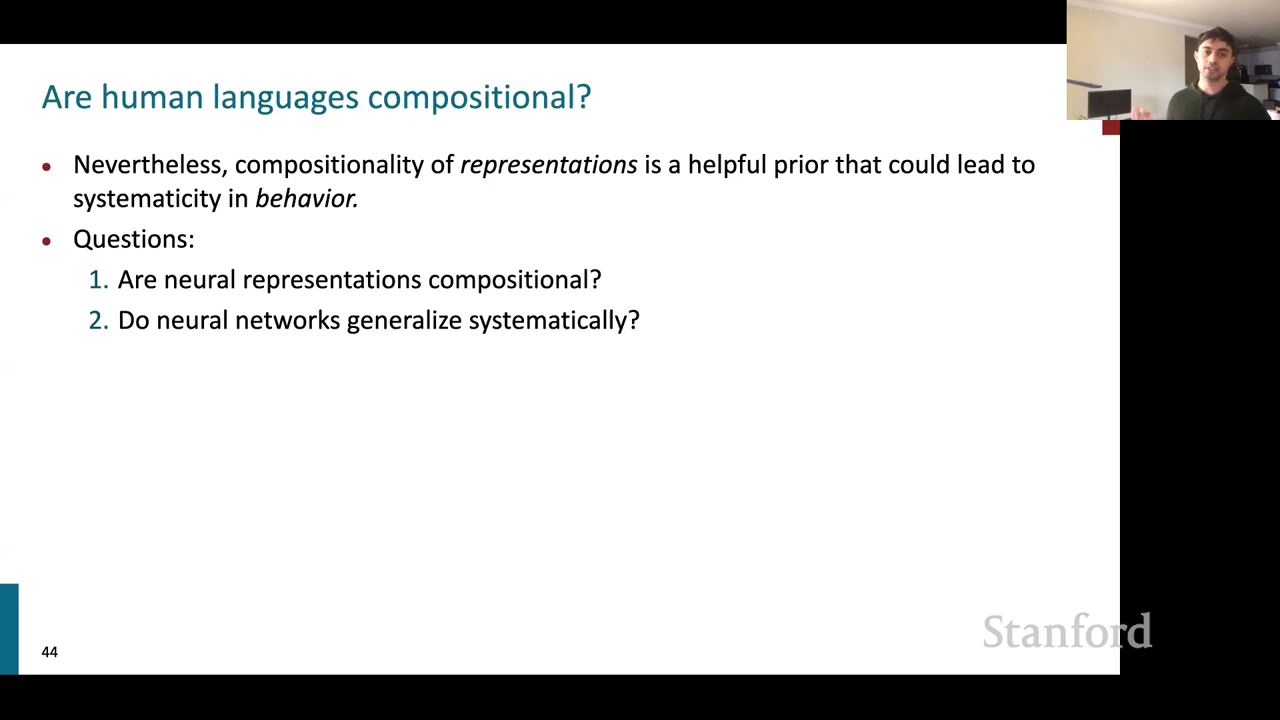 Are human languages compositional?
• Nevertheless, compositionality of representations is a helpful prior that could lead to
systematicity in behavior.
• Questions:
1. Are neural representations compositional?
2. Do neural networks generalize systematically?
Stanford
44